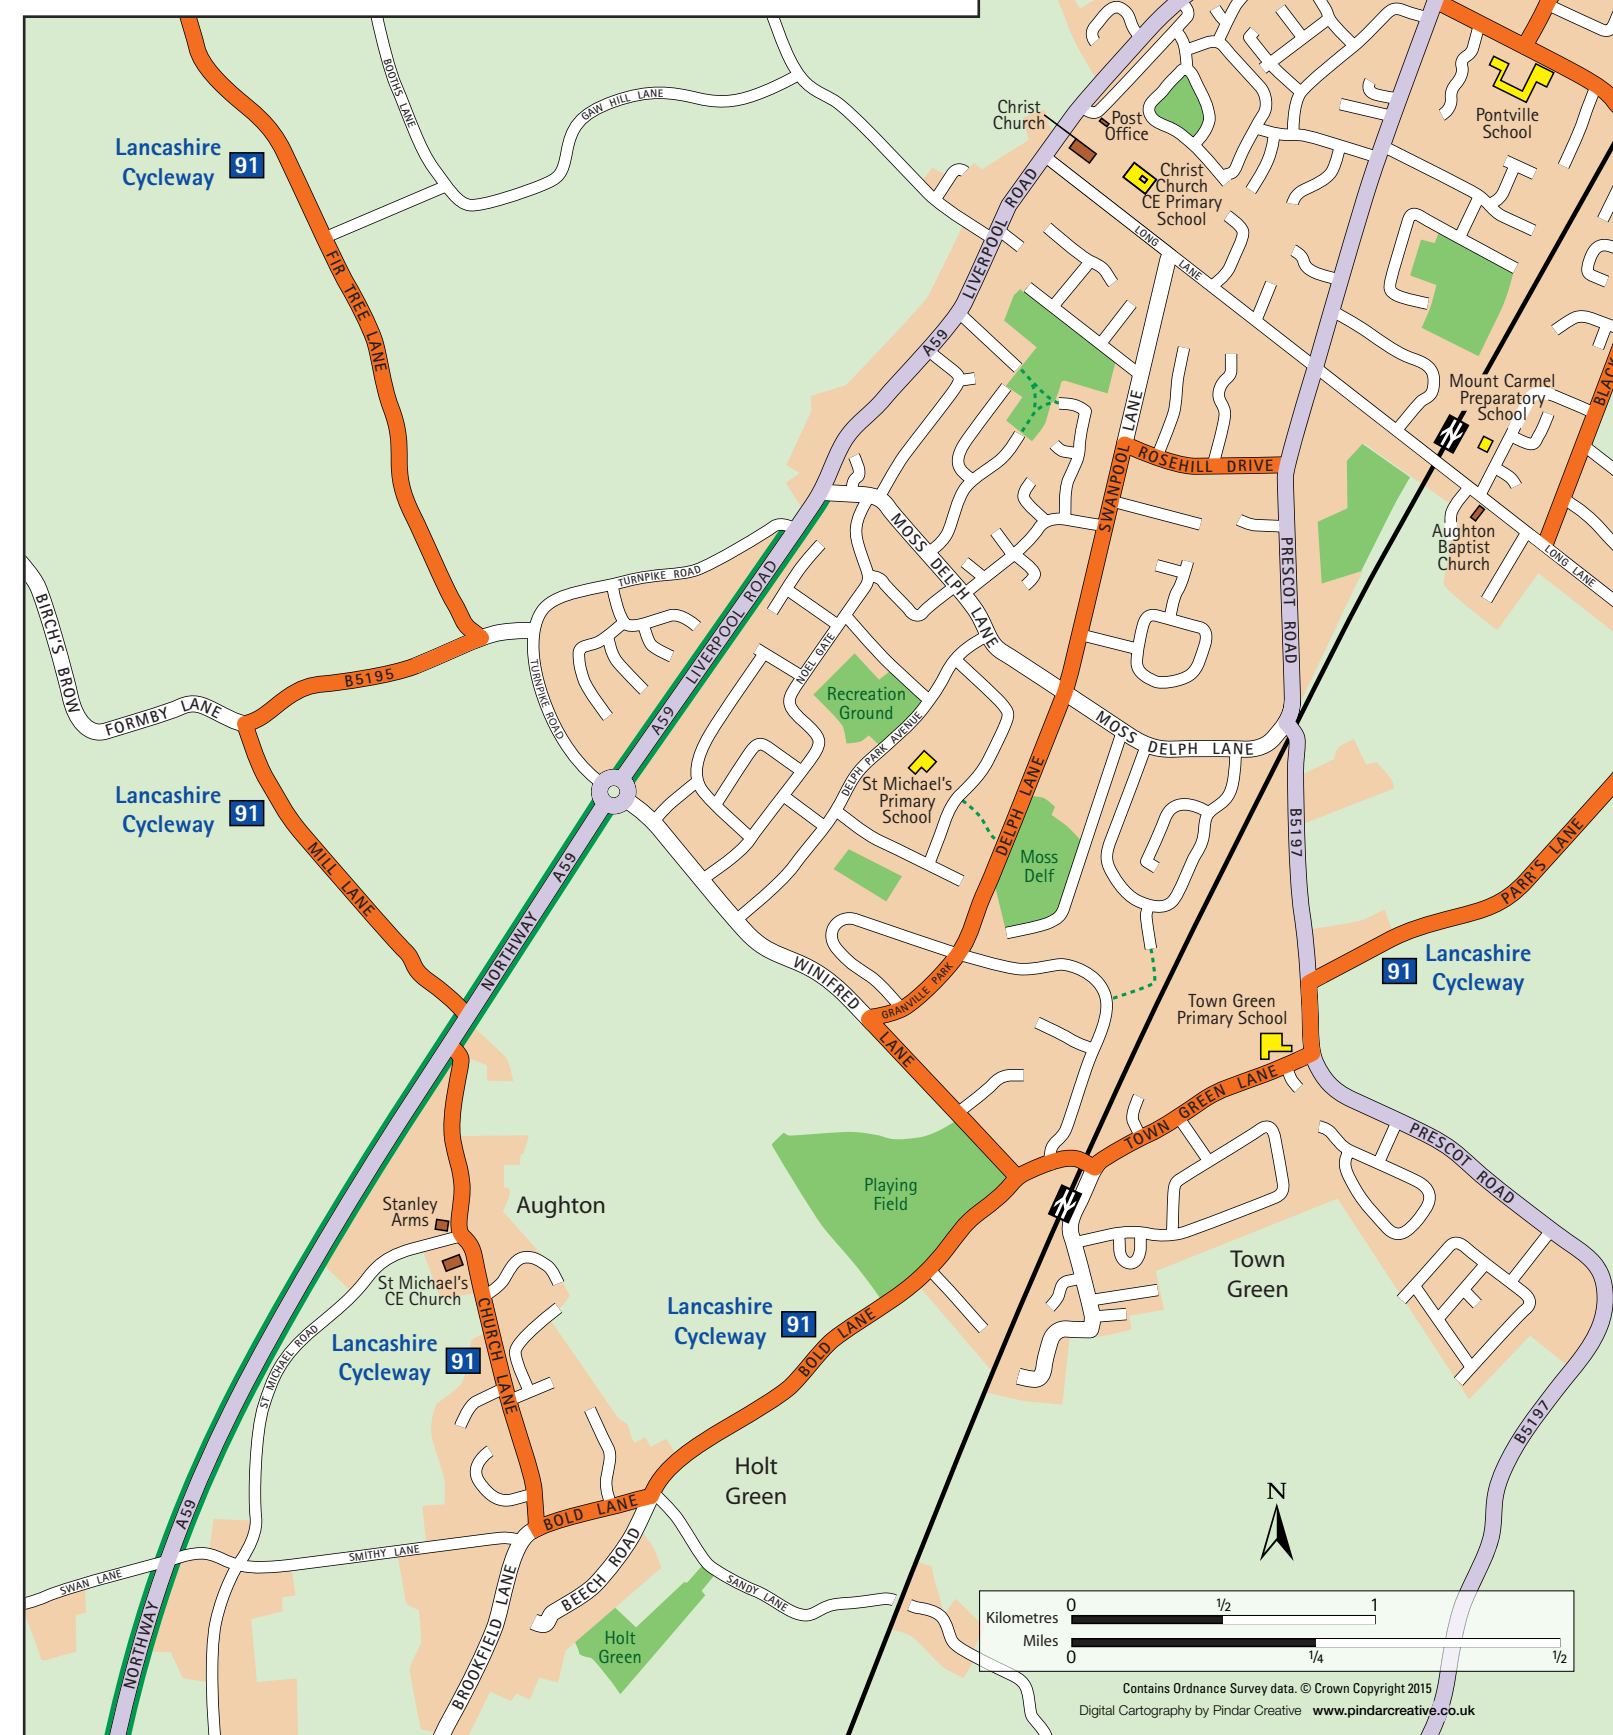 BOOTHS LANE
GAW HILL LANE
Lancashire
Cycleway
91
FIR TREE LANE
Christ
Church
Post
Office
Christ
Church
CE Primary
School
Pontville
School
LIVERPOOL ROAD
LIVERPOOL ROAD
A59
LONG
LANE
Mount Carmel
Preparatory
School
BLACK
Aughton
Baptist
Church
LONG LANE
LANE
SWANPOOL
ROSEHILL DRIVE
PRESCOT ROAD
MOSS DELPH LANE
TURNPIKE ROAD
TURNPIKE ROAD
BIRCH'S BROW
FORMBY LANE
B5195
A59 LIVERPOOL ROAD
NOEL GATE
Recreation
Ground
DELPH PARK AVENUE
St Michael's
Primary
School
MOSS
DELPH LANE
DELPH LANE
Moss
Delf
B5197
Lancashire
Cycleway
91
MILL LANE
A59
NORTHWAY
PARR'S LANE
91
Lancashire
Cycleway
WINIFRED
LANE
GRANVILLE PARK
Town Green
Primary School
TOWN GREEN LANE
PRESCOT ROAD
Playing
Field
Stanley
Arms
Aughton
St Michael's
CE Church
Town
Green
Lancashire
Cycleway
91
BOLD LANE
Lancashire
Cycleway
91
CHURCH LANE
ST MICHAEL ROAD
B5197
Holt
Green
BOLD LANE
A59
SMITHY LANE
SWAN LANE
NORTHWAY
BROOKFIELD LANE
BEECH ROAD
SANDY LANE
Holt
Green
N
0 1/2 1
Kilometres
Miles
0 1/4 1/2
Contains Ordnance Survey data. © Crown Copyright 2015
Digital Cartography by Pindar Creative www.pindarcreative.co.uk